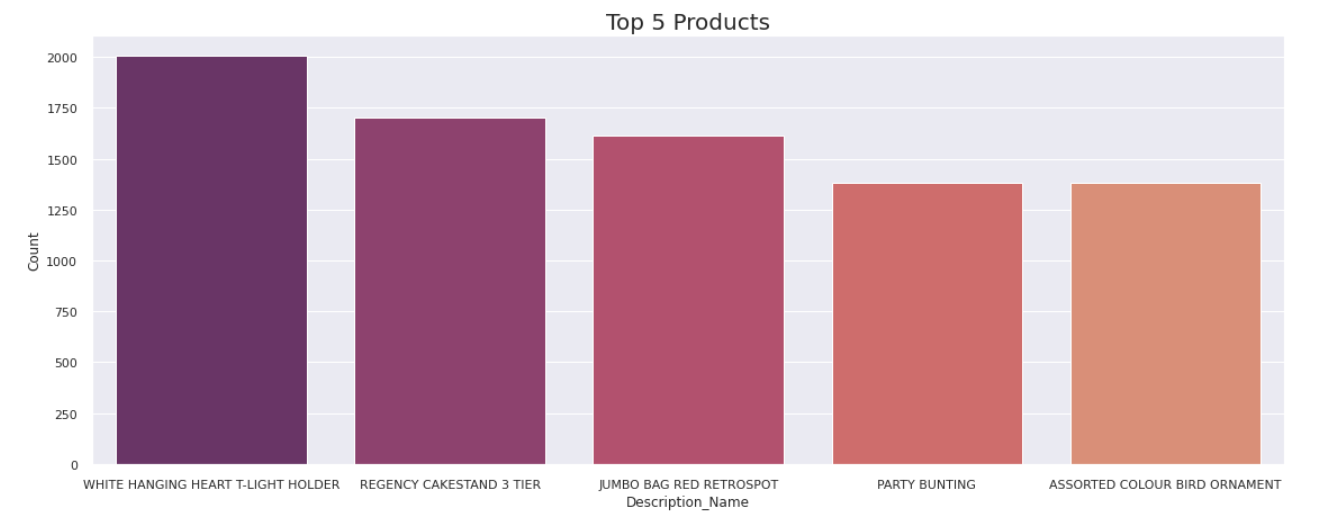 Top 5 Products
2000
1750
1500
1250
1000
750
500
250
0
Count
WHITE HANGING HEART T-LIGHT HOLDER REGENCY CAKESTAND 3 TIER JUMBO BAG RED RETROSPOT PARTY BUNTING ASSORTED COLOUR BIRD ORNAMENT
Description_Name